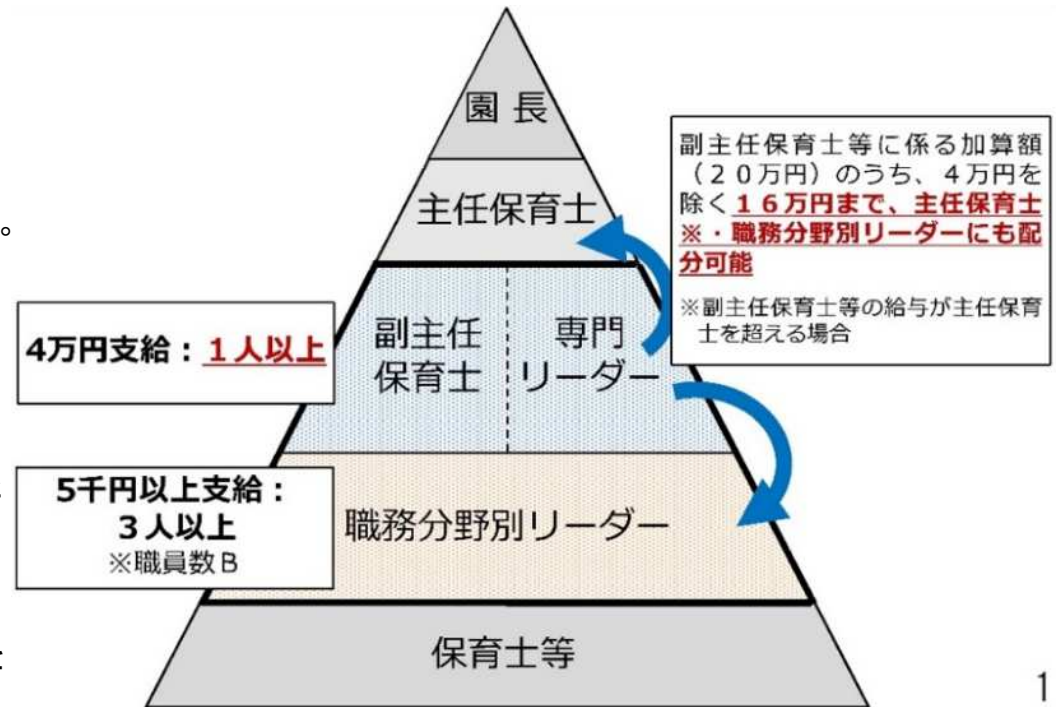 園 長
主任保育士
副主任保育士等に係る加算額
（２０万円）のうち、４万円を
除く１６万円まで、主任保育士
※・職務分野別リーダーにも配
分可能
※副主任保育士等の給与が主任保育
士を超える場合
。
4万円支給：１人以上
副主任
保育士
専門
リーダー
5千円以上支給：
３人以上
※職員数Ｂ
職務分野別リーダー
保育士等
1